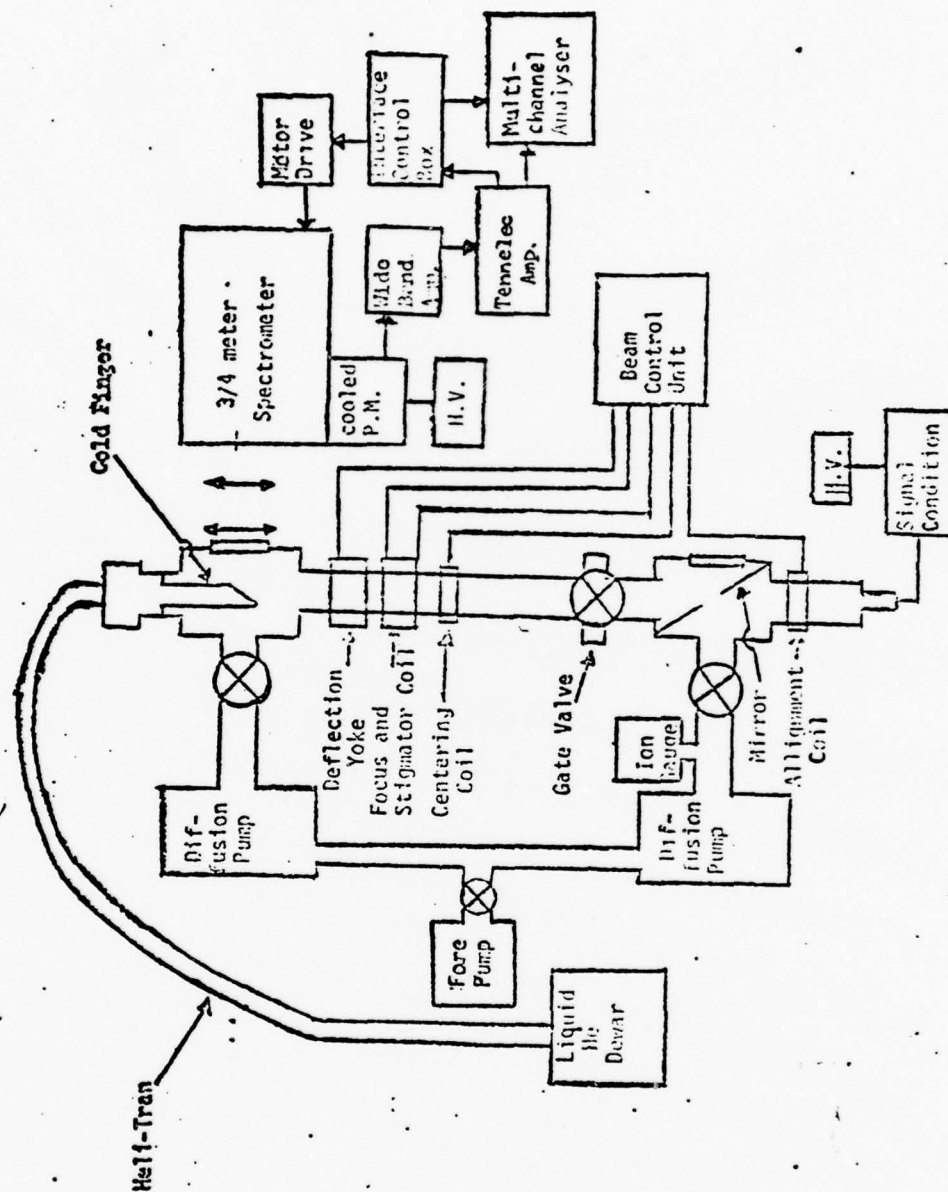 Heli-Tran
Cold Finger
3/4 meter
Spectrometer
Motor
Drive
Interface
Control
Box
Multi-
channel
Analyser
cooled
P.M.
Wide
Band
Amp.
Tennelec
Amp.
H.V.
Beam
Control
Unit
H.V.
Signal
Condition
Dif-
fusion
Pump
Deflection
Yoke
Focus and
Stigmator Coil
Centering
Coil
Gate Valve
ion
Gauge
Mirror
Allignment
Coil
Dif-
fusion
Pump
Fore
Pump
Liquid
He
Dewar